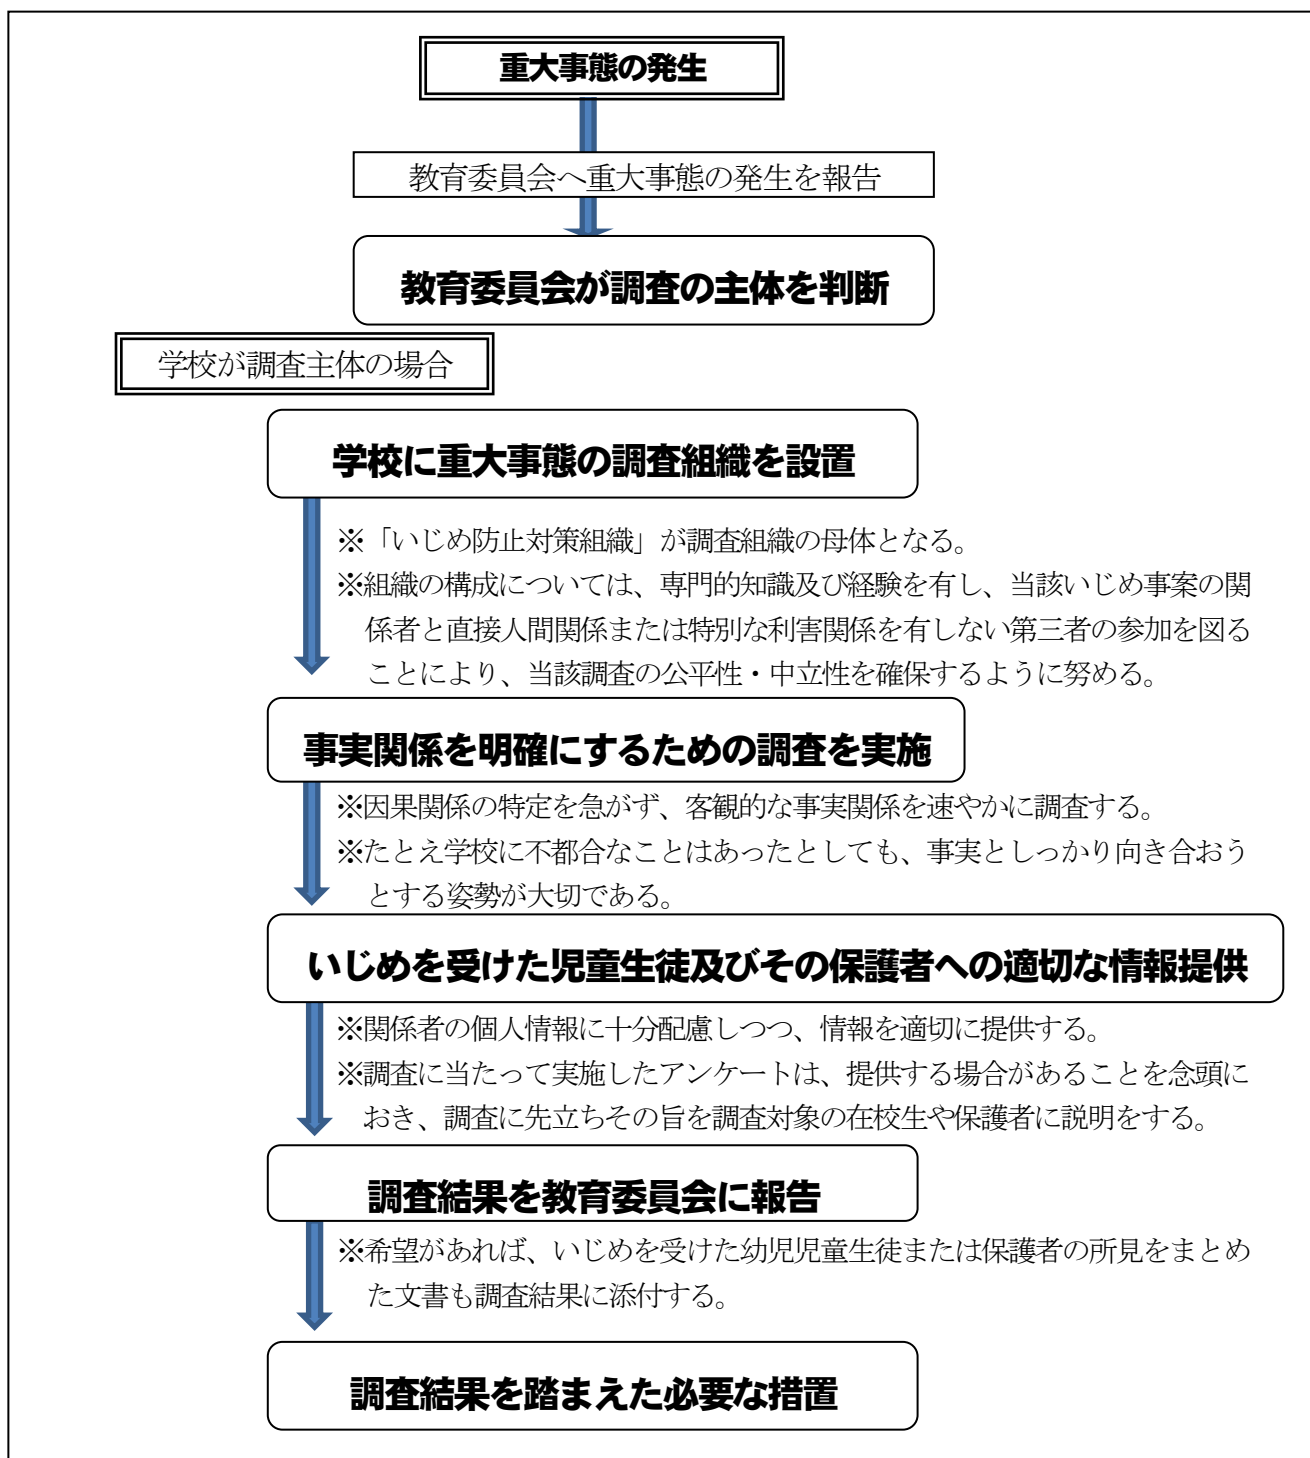 重大事態の発生
教育委員会へ重大事態の発生を報告
教育委員会が調査の主体を判断
学校が調査主体の場合
学校に重大事態の調査組織を設置
※「いじめ防止対策組織」が調査組織の母体となる。
※組織の構成については、専門的知識及び経験を有し、当該いじめ事案の関
係者と直接人間関係または特別な利害関係を有しない第三者の参加を図る
ことにより、当該調査の公平性・中立性を確保するように努める。
事実関係を明確にするための調査を実施
※因果関係の特定を急がず、客観的な事実関係を速やかに調査する。
※たとえ学校に不都合なことはあったとしても、事実としっかり向き合おう
とする姿勢が大切である。
いじめを受けた児童生徒及びその保護者への適切な情報提供
※関係者の個人情報に十分配慮しつつ、情報を適切に提供する。
※調査に当たって実施したアンケートは、提供する場合があることを念頭に
おき、調査に先立ちその旨を調査対象の在校生や保護者に説明をする。
調査結果を教育委員会に報告
※希望があれば、いじめを受けた幼児児童生徒または保護者の所見をまとめ
た文書も調査結果に添付する。
調査結果を踏まえた必要な措置